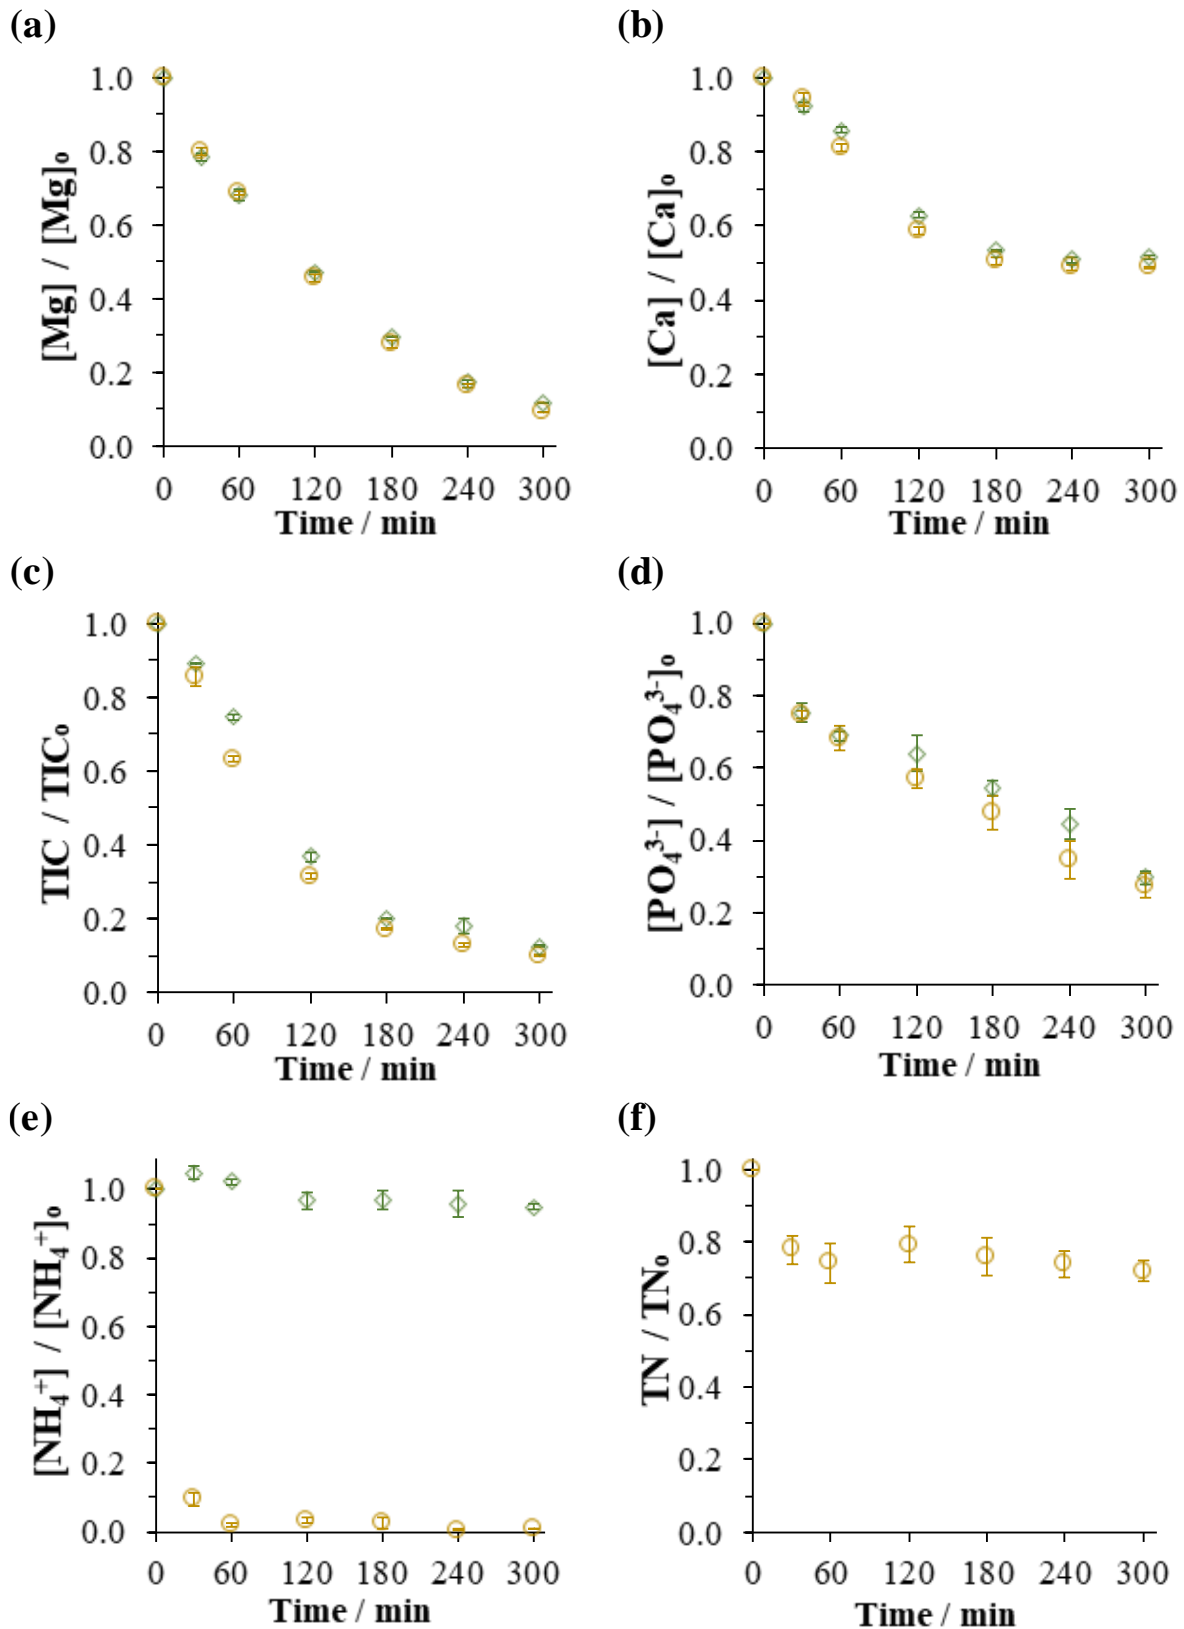 (a)
1.0
0.8
0.6
0.4
0.2
0.0
[Mg] / [Mg]₀
0 60 120 180 240 300
Time / min
(b)
1.0
0.8
0.6
0.4
0.2
0.0
[Ca] / [Ca]₀
0 60 120 180 240 300
Time / min
(c)
1.0
0.8
0.6
0.4
0.2
0.0
TIC / TIC₀
0 60 120 180 240 300
Time / min
(d)
1.0
0.8
0.6
0.4
0.2
0.0
[PO₄³⁻] / [PO₄³⁻]₀
0 60 120 180 240 300
Time / min
(e)
1.0
0.8
0.6
0.4
0.2
0.0
[NH₄⁺] / [NH₄⁺]₀
0 60 120 180 240 300
Time / min
(f)
1.0
0.8
0.6
0.4
0.2
0.0
TN / TN₀
0 60 120 180 240 300
Time / min